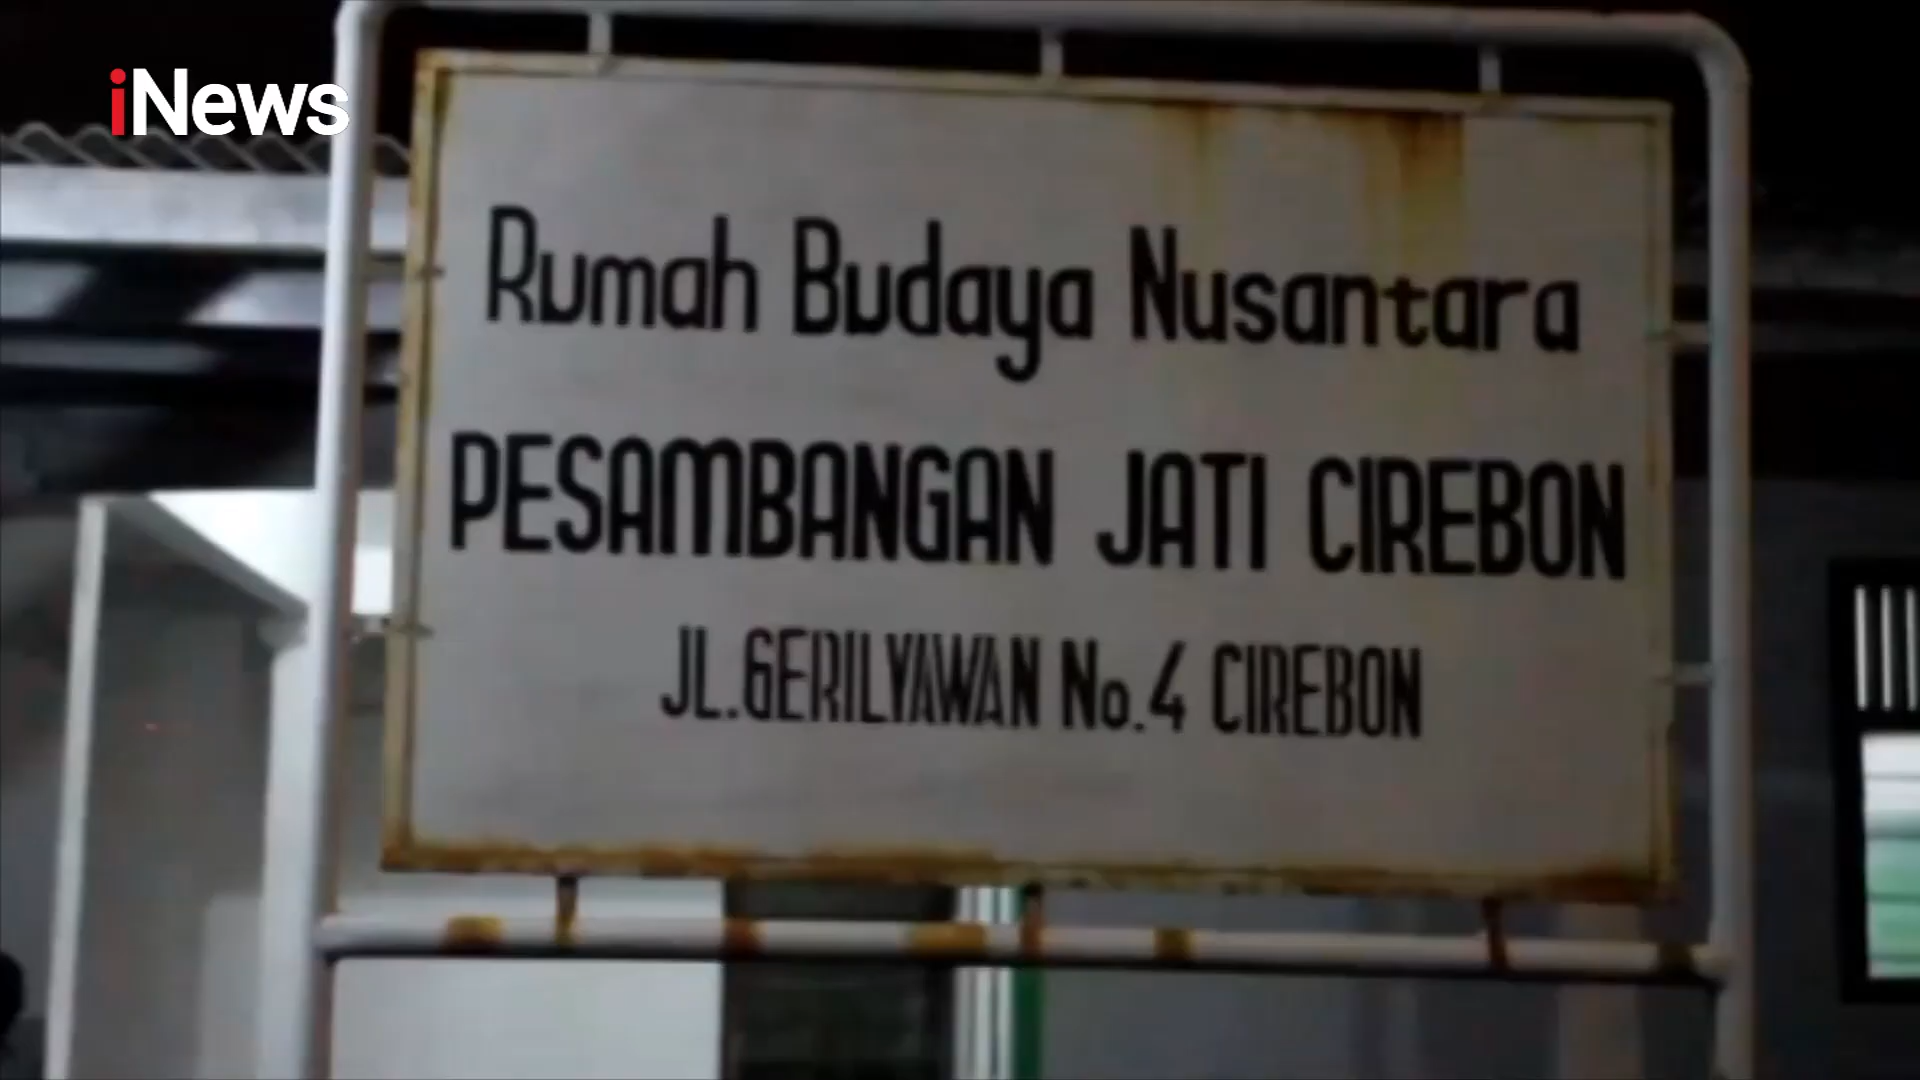 iNews
Rumah Budaya Nusantara
PESAMBANGAN JATI CIREBON
JL.GERILYAWAN No.4 CIREBON